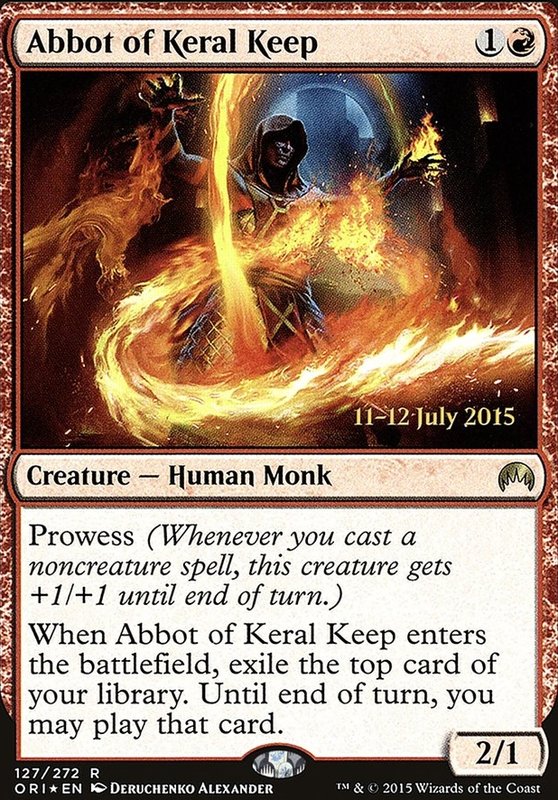 Abbot of Keral Keep 1
11–12 July 2015
Creature — Human Monk
Prowess (Whenever you cast a
noncreature spell, this creature gets
+1/+1 until end of turn.)
When Abbot of Keral Keep enters
the battlefield, exile the top card of
your library. Until end of turn, you
may play that card.
2/1
127/272 R
ORI★EN Deruchenko Alexander
™ & © 2015 Wizards of the Coast